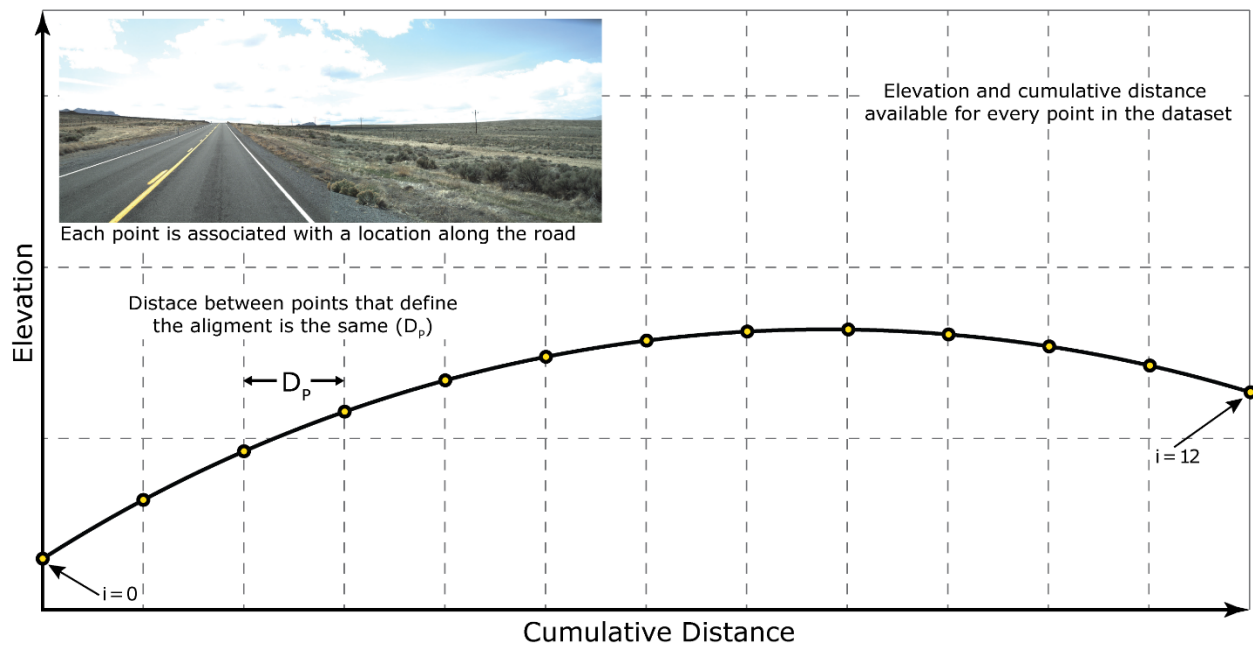 Elevation and cumulative distance
available for every point in the dataset
Each point is associated with a location along the road
Elevation
Distace between points that define
the aligment is the same (Dₚ)
Dₚ
i = 12
i = 0
Cumulative Distance